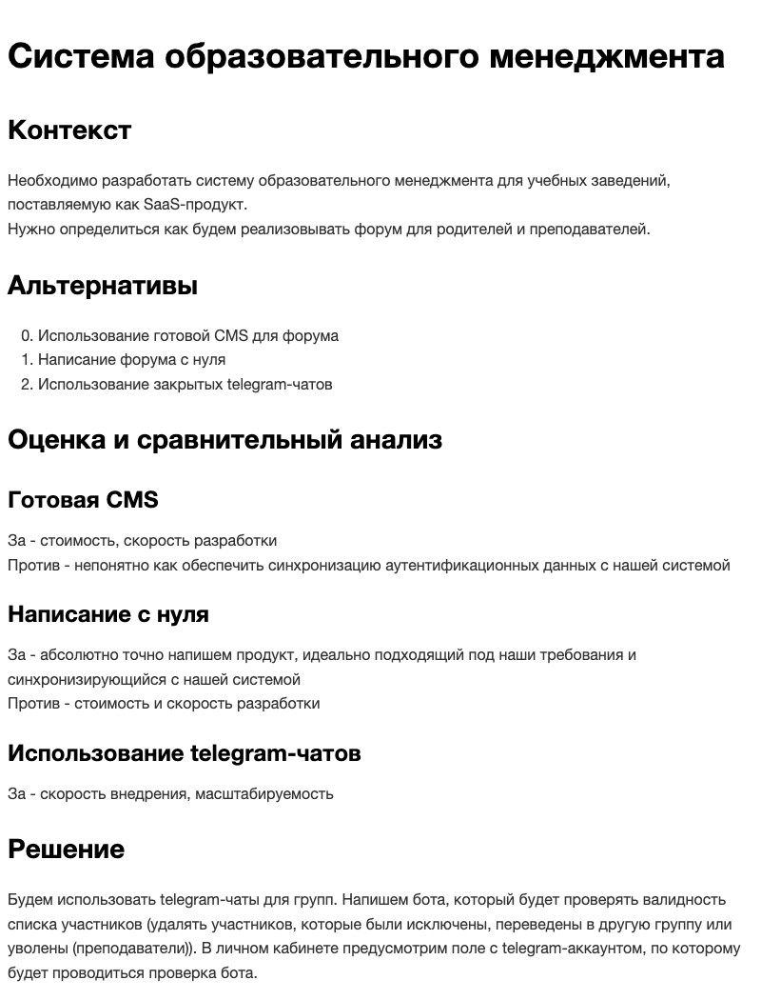 Система образовательного менеджмента
Контекст
Необходимо разработать систему образовательного менеджмента для учебных заведений,
поставляемую как SaaS-продукт.
Нужно определиться как будем реализовывать форум для родителей и преподавателей.
Альтернативы
0. Использование готовой CMS для форума
1. Написание форума с нуля
2. Использование закрытых telegram-чатов
Оценка и сравнительный анализ
Готовая CMS
За - стоимость, скорость разработки
Против - непонятно как обеспечить синхронизацию аутентификационных данных с нашей системой
Написание с нуля
За - абсолютно точно напишем продукт, идеально подходящий под наши требования и
синхронизирующийся с нашей системой
Против - стоимость и скорость разработки
Использование telegram-чатов
За - скорость внедрения, масштабируемость
Решение
Будем использовать telegram-чаты для групп. Напишем бота, который будет проверять валидность
списка участников (удалять участников, которые были исключены, переведены в другую группу или
уволены (преподаватели)). В личном кабинете предусмотрим поле с telegram-аккаунтом, по которому
будет проводиться проверка бота.